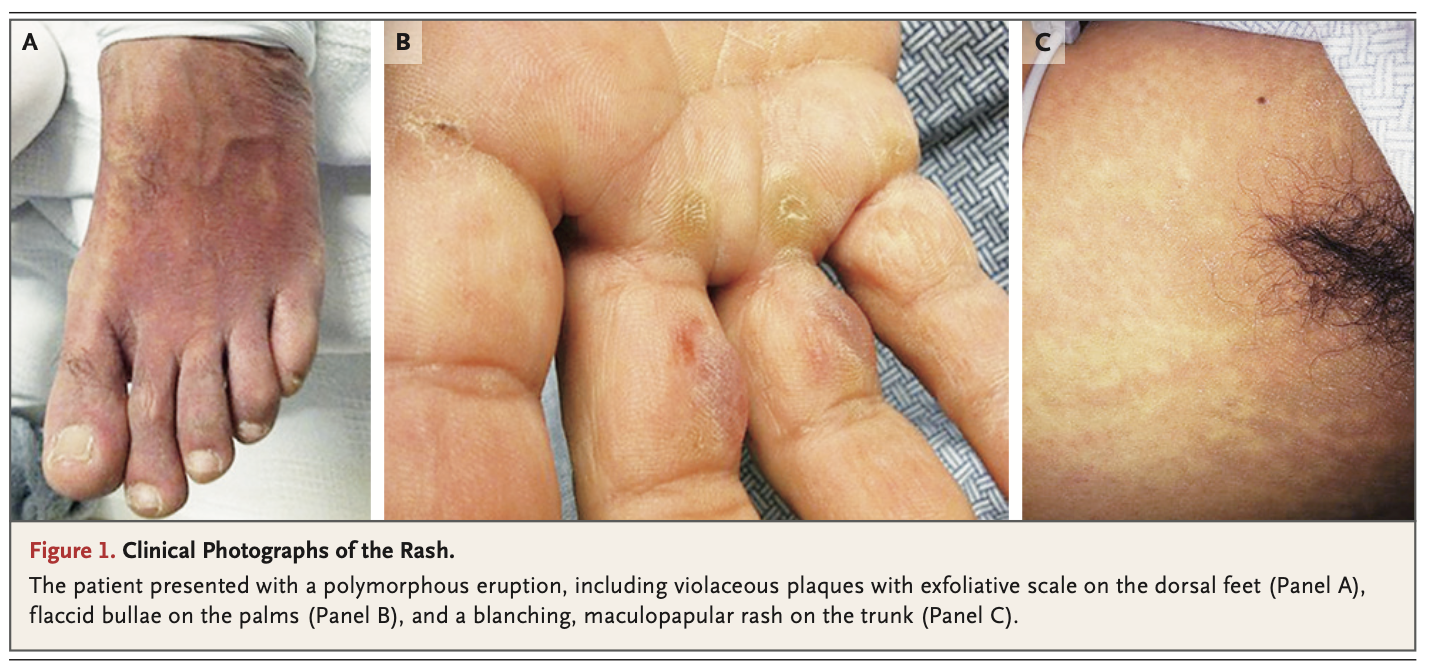 A
B
C
Figure 1. Clinical Photographs of the Rash.
The patient presented with a polymorphous eruption, including violaceous plaques with exfoliative scale on the dorsal feet (Panel A),
flaccid bullae on the palms (Panel B), and a blanching, maculopapular rash on the trunk (Panel C).